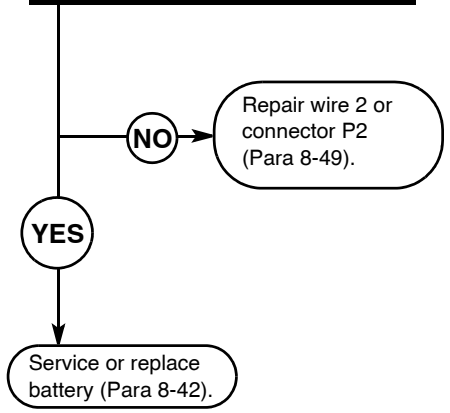 NO
Repair wire 2 or
connector P2
(Para 8-49).
YES
Service or replace
battery (Para 8-42).